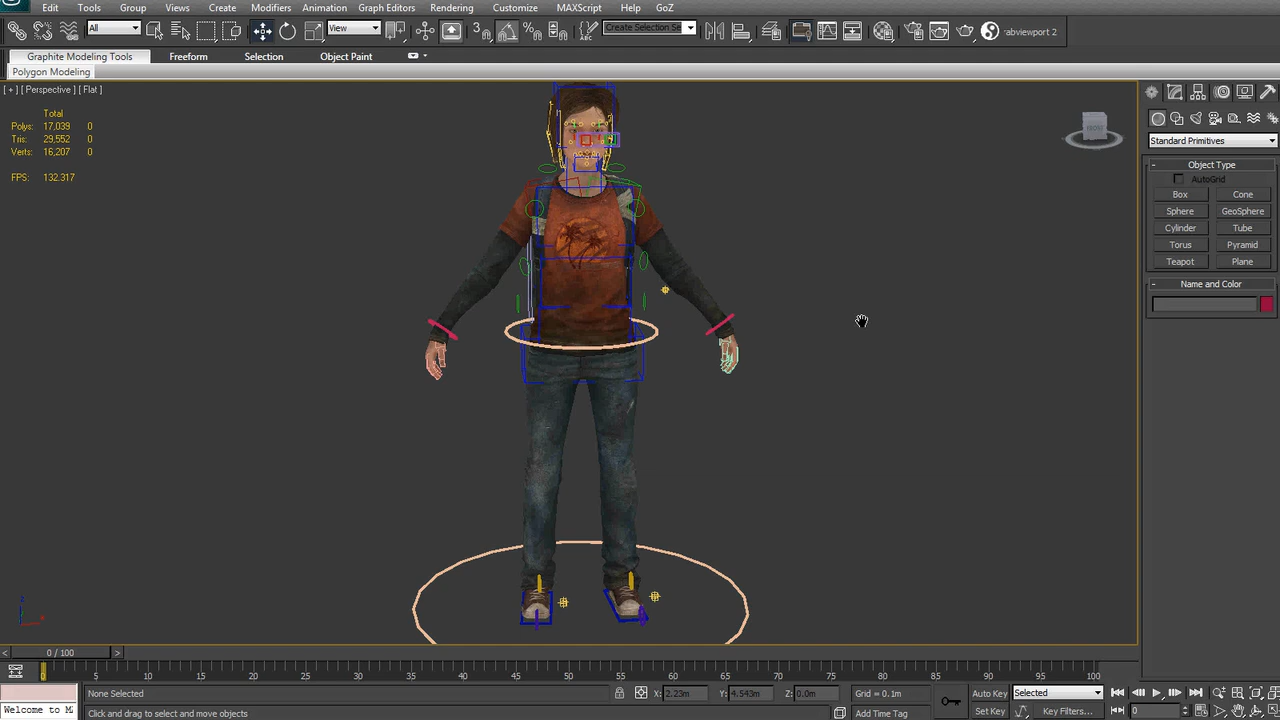 Edit Tools Group Views Create Modifiers Animation Graph Editors Rendering Lighting Analysis Customize MAXScript Help GoZ
All View Create Selection Se abviewport 2
Graphite Modeling Tools Freeform Selection Object Paint
Polygon Modeling
[ + ] [ Perspective ] [ Flat ]
Total
Polys: 17,039 0
Tris: 29,552 0
Verts: 16,207 0
FPS: 132.317
FRONT
Standard Primitives
- Object Type
AutoGrid
Box Cone
Sphere GeoSphere
Cylinder Tube
Torus Pyramid
Teapot Plane
- Name and Color
< 0 / 100 >
0 5 10 15 20 25 30 35 40 45 50 55 60 65 70 75 80 85 90 95 100
None Selected X: 2.23m Y: 4.543m Z: 0.0m Grid = 0.1m Auto Key Selected
Welcome to M Click and drag to select and move objects Add Time Tag Set Key Key Filters... 0